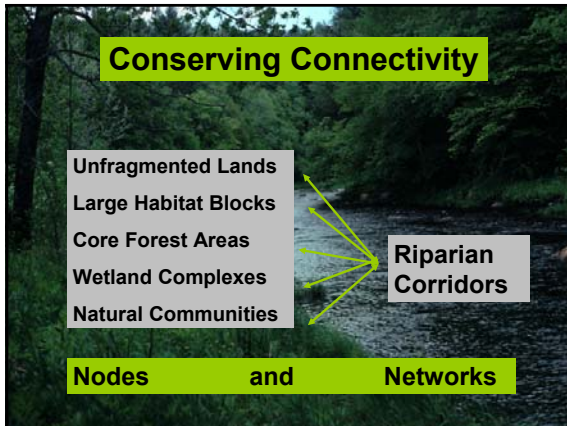 Conserving Connectivity
Unfragmented Lands
Large Habitat Blocks
Core Forest Areas
Wetland Complexes
Natural Communities
Riparian
Corridors
Nodes and Networks